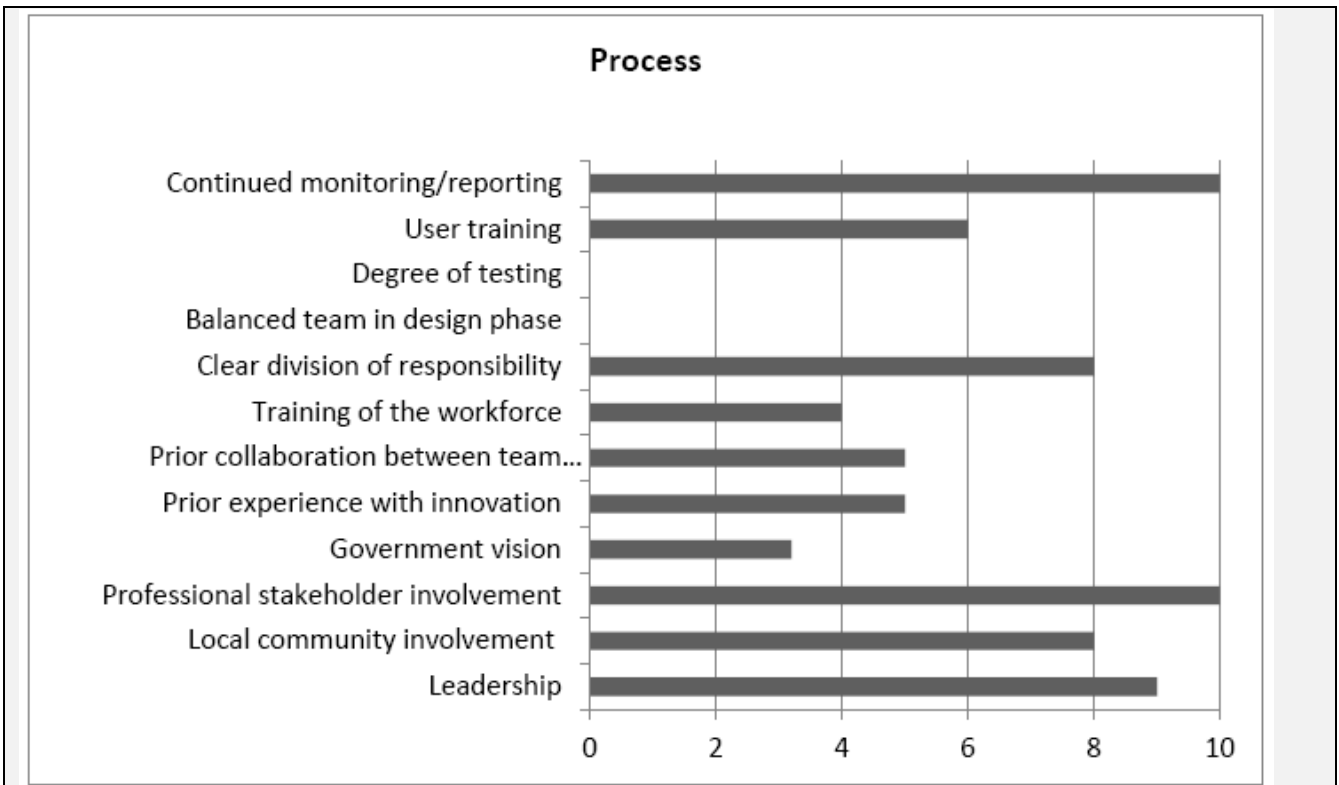 Process
Continued monitoring/reporting
User training
Degree of testing
Balanced team in design phase
Clear division of responsibility
Training of the workforce
Prior collaboration between team...
Prior experience with innovation
Government vision
Professional stakeholder involvement
Local community involvement
Leadership
0 2 4 6 8 10